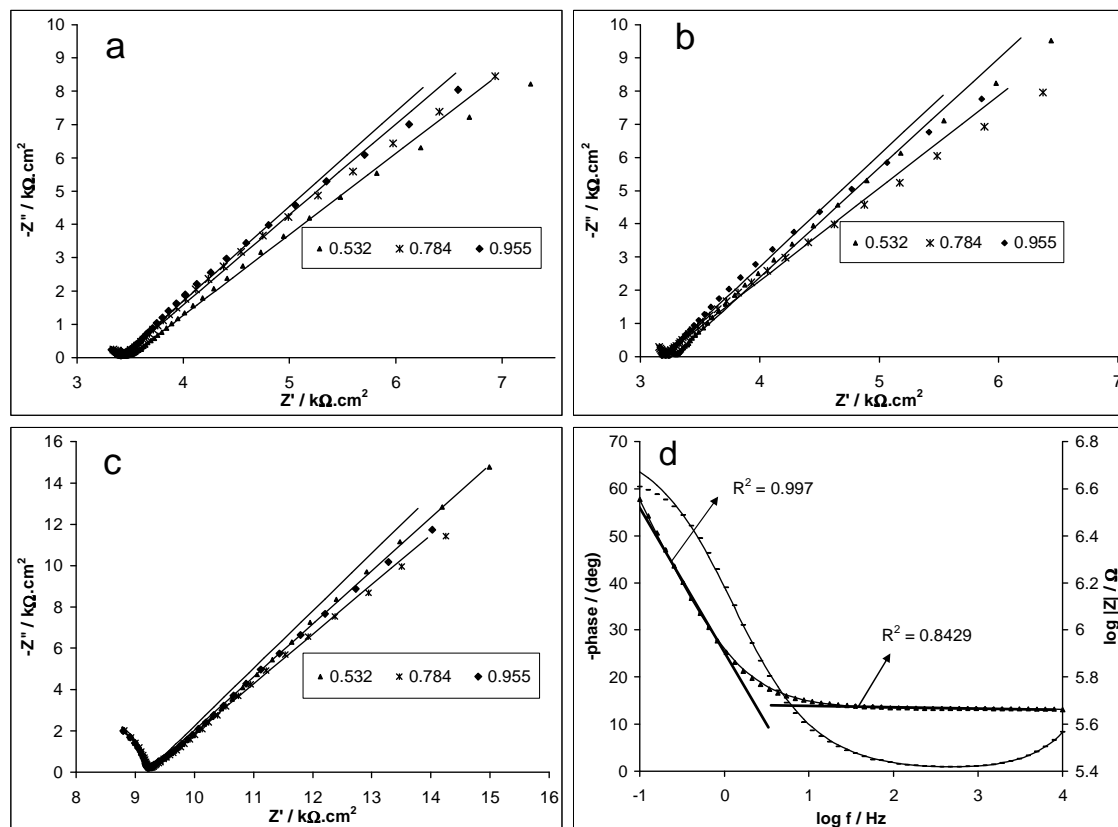 a
10
9
8
7
6
5
4
3
2
1
0
-Z" / kΩ.cm²
0.532 0.784 0.955
3 4 5 6 7
Z' / kΩ.cm²
b
10
9
8
7
6
5
4
3
2
1
0
-Z" / kΩ.cm²
0.532 0.784 0.955
3 4 5 6 7
Z' / kΩ.cm²
c
16
14
12
10
8
6
4
2
0
-Z" / kΩ.cm²
0.532 0.784 0.955
8 9 10 11 12 13 14 15 16
Z' / kΩ.cm²
d
70
60
50
40
30
20
10
0
-phase / (deg)
R² = 0.997
R² = 0.8429
6.8
6.6
6.4
6.2
6
5.8
5.6
5.4
log |Z| / Ω
-1 0 1 2 3 4
log f / Hz